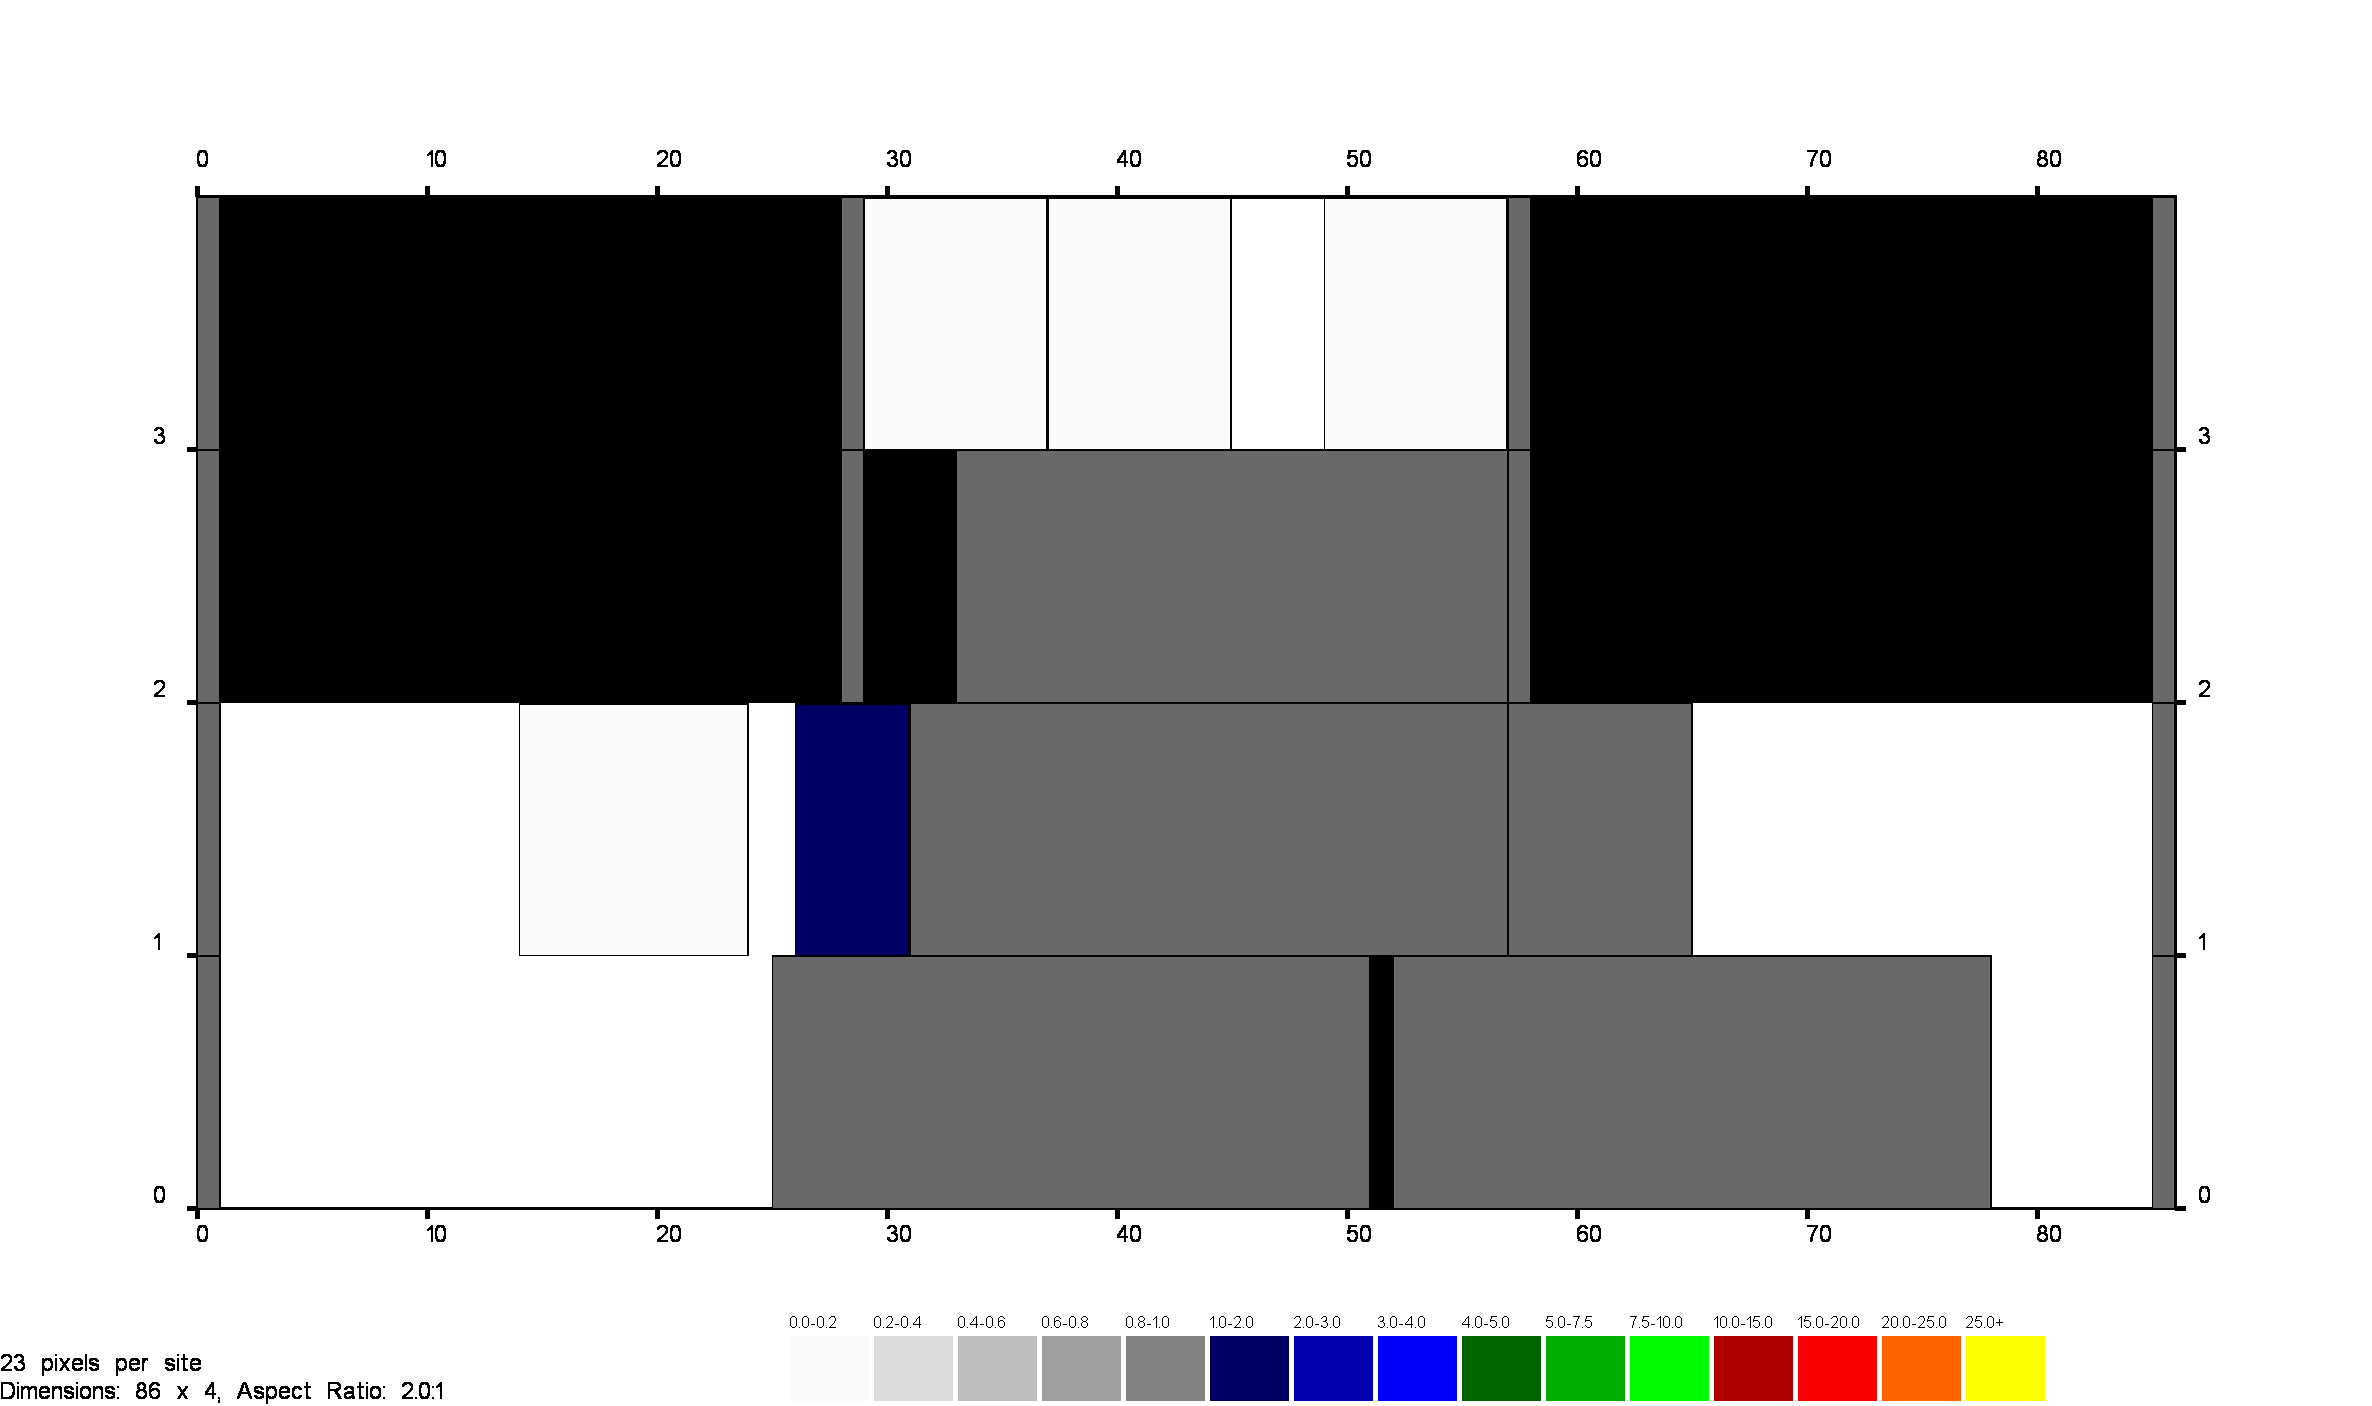 0 10 20 30 40 50 60 70 80
3 3
2 2
1 1
0 0
0 10 20 30 40 50 60 70 80
0.0-0.2 0.2-0.4 0.4-0.6 0.6-0.8 0.8-1.0 1.0-2.0 2.0-3.0 3.0-4.0 4.0-5.0 5.0-7.5 7.5-10.0 10.0-15.0 15.0-20.0 20.0-25.0 25.0+
23 pixels per site
Dimensions: 86 x 4, Aspect Ratio: 2.0:1